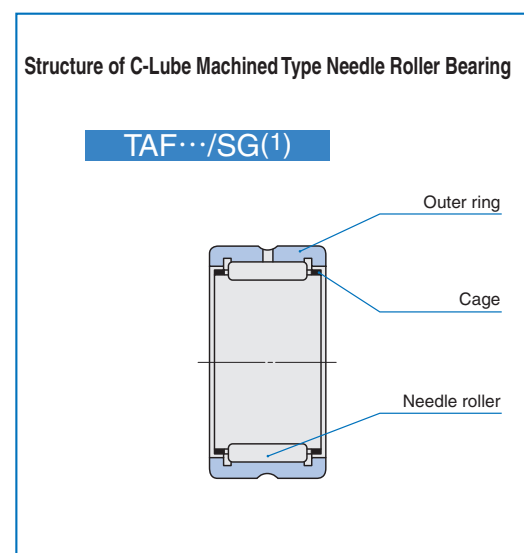 Structure of C-Lube Machined Type Needle Roller Bearing
TAF···/SG(1)
Outer ring
Cage
Needle roller